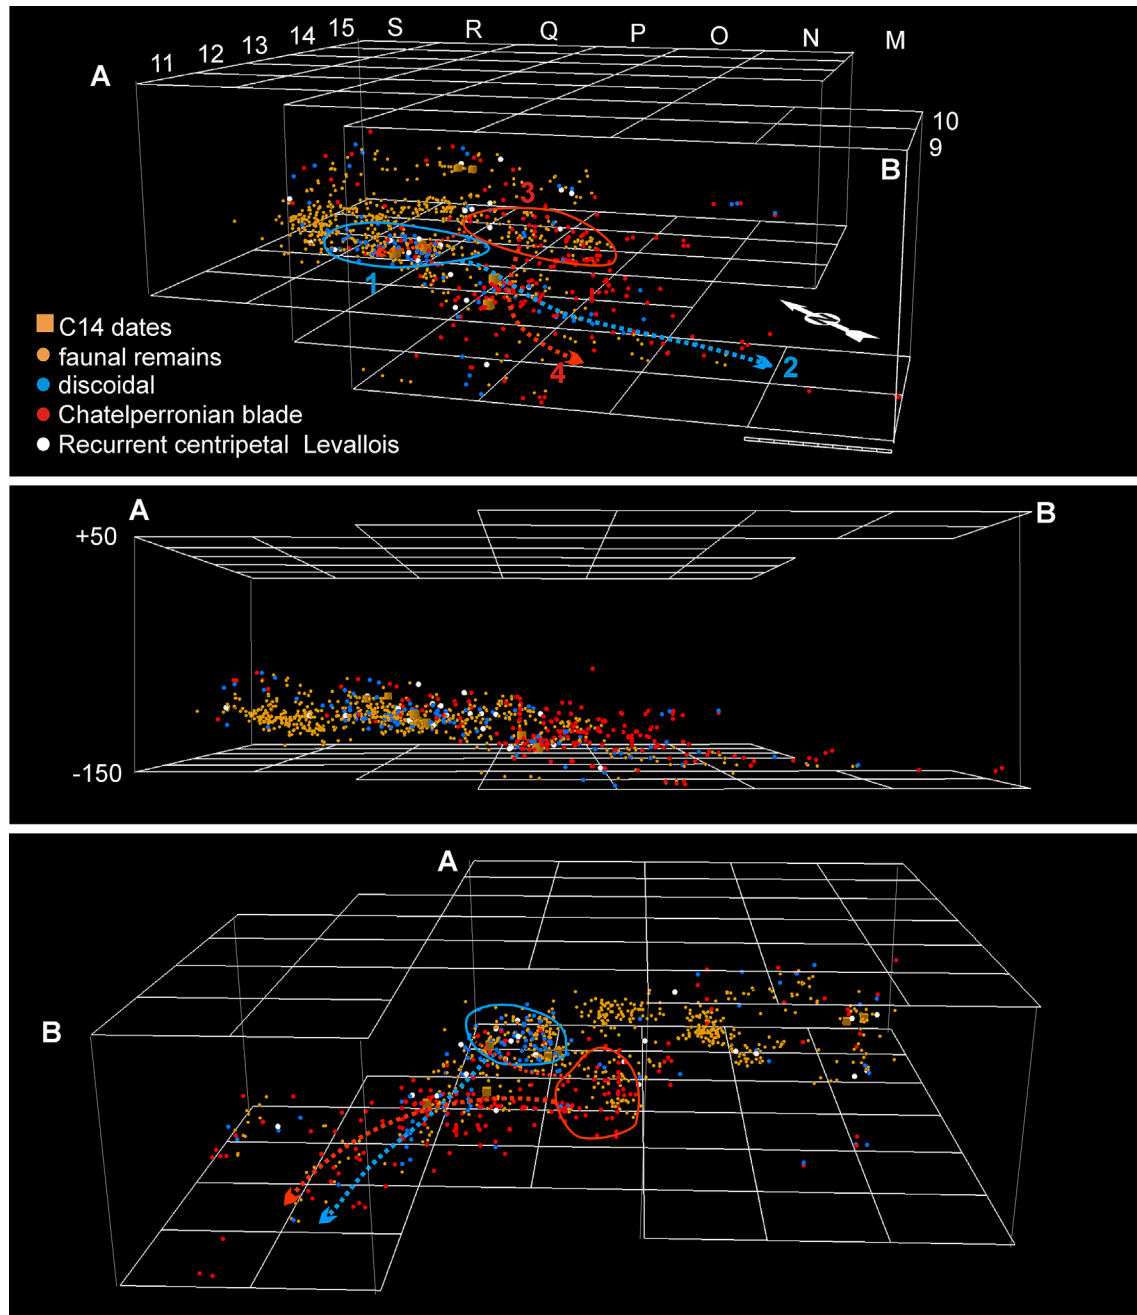 11 12 13 14 15 S R Q P O N M
A
10
9
B
3
1
2
4
C14 dates
faunal remains
discoidal
Chatelperronian blade
Recurrent centripetal Levallois
A
B
+50
-150
A
B